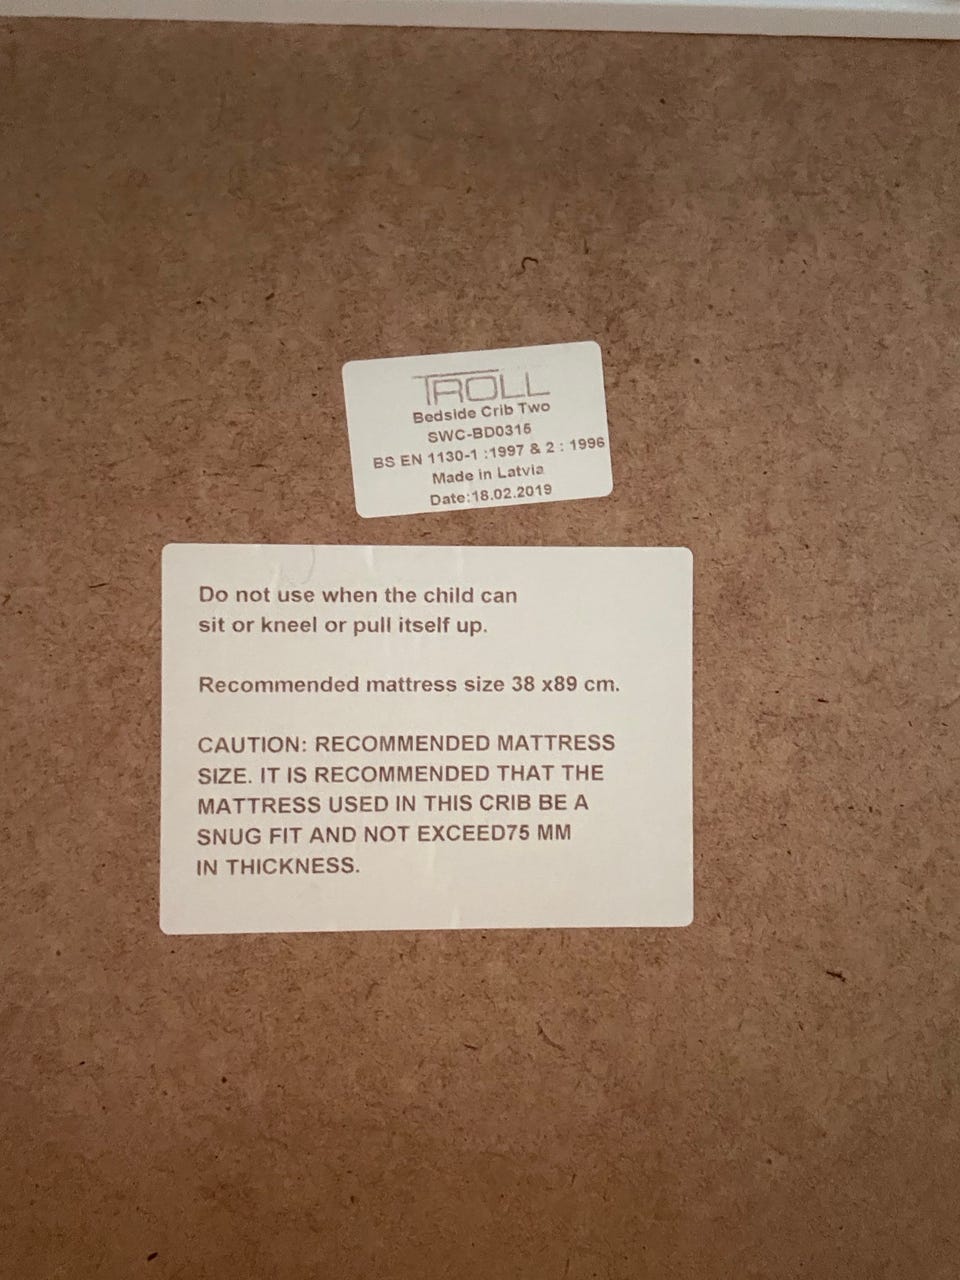 TROLL
Bedside Crib Two
SWC-BD0315
BS EN 1130-1 :1997 & 2 : 1996
Made in Latvia
Date:18.02.2019
Do not use when the child can
sit or kneel or pull itself up.
Recommended mattress size 38 x89 cm.
CAUTION: RECOMMENDED MATTRESS
SIZE. IT IS RECOMMENDED THAT THE
MATTRESS USED IN THIS CRIB BE A
SNUG FIT AND NOT EXCEED75 MM
IN THICKNESS.